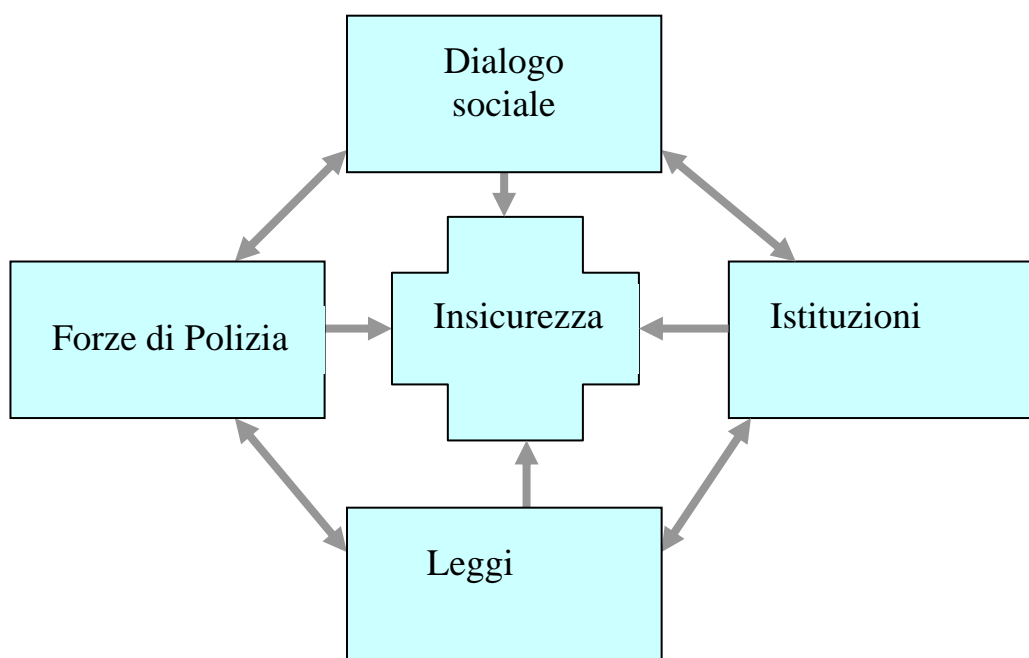 Dialogo
sociale
Forze di Polizia
Insicurezza
Istituzioni
Leggi